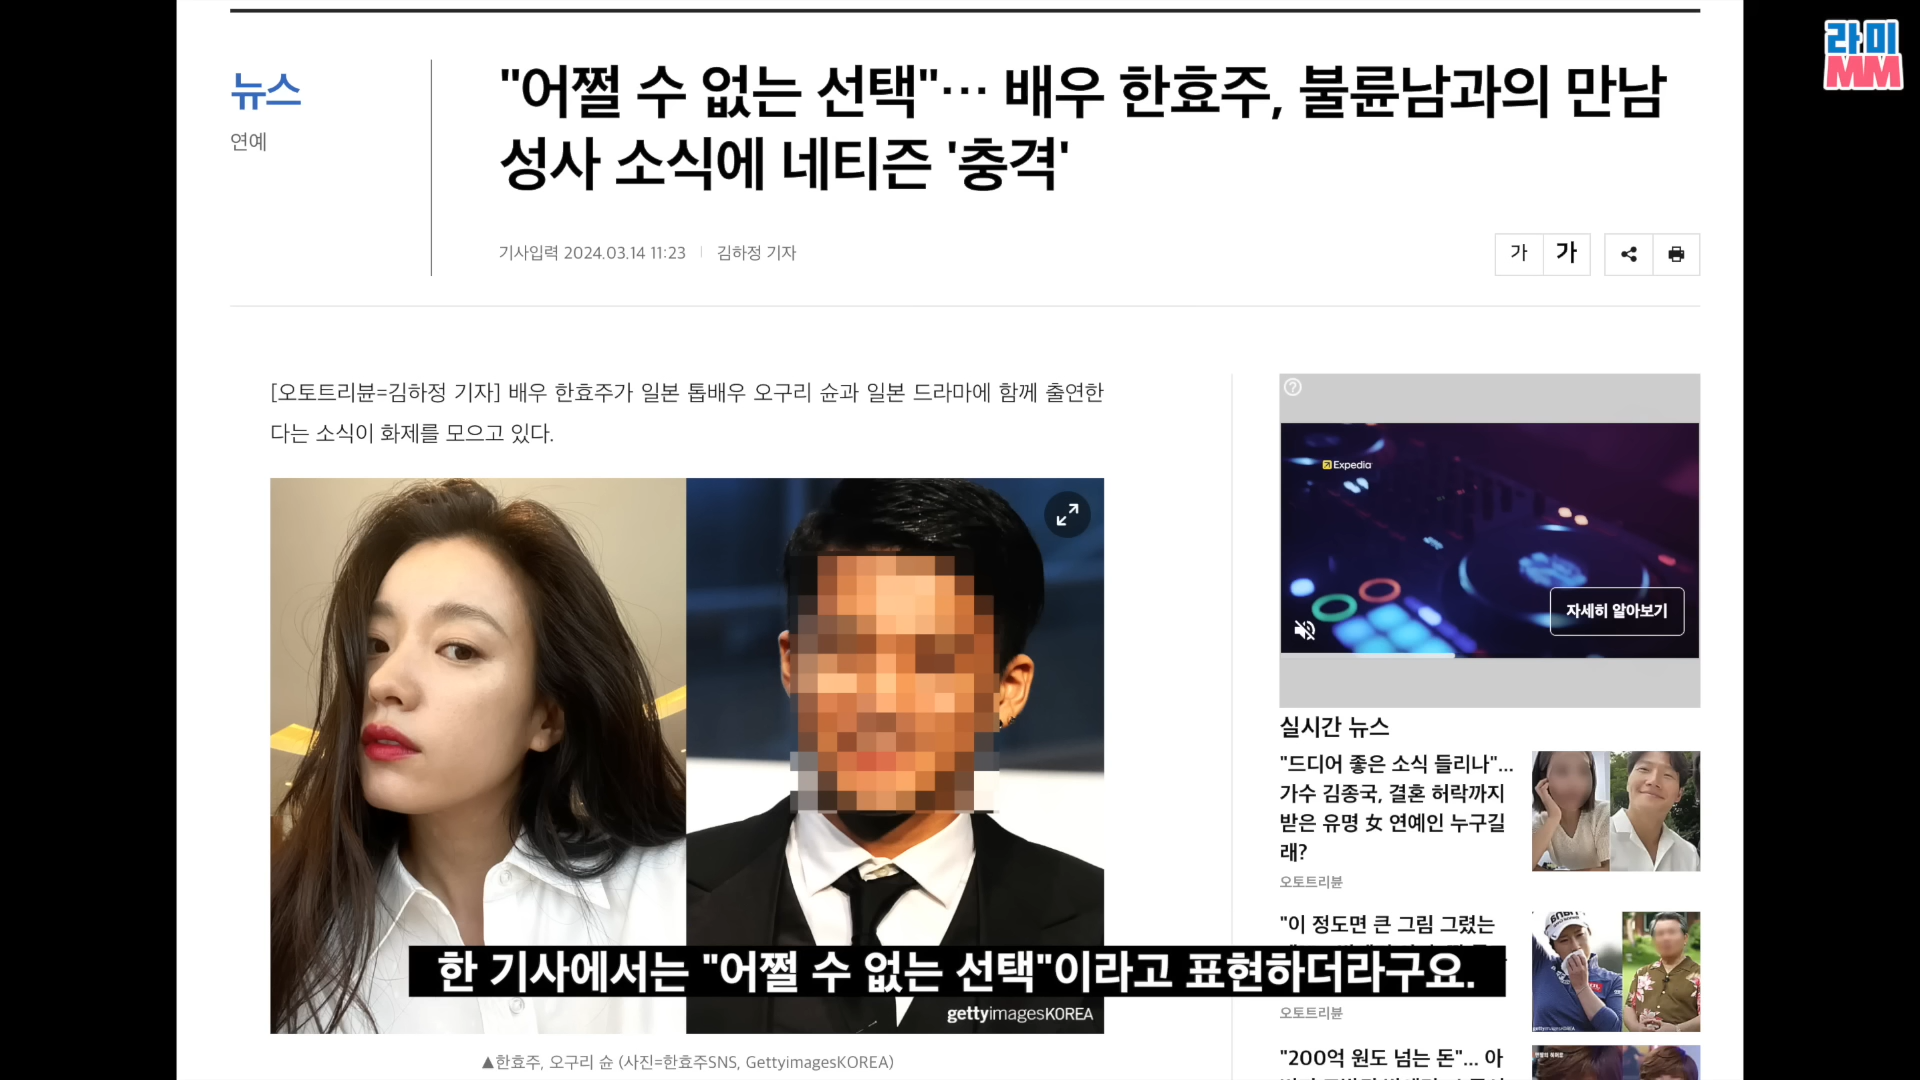 라미
MM
뉴스
연예
"어쩔 수 없는 선택"… 배우 한효주, 불륜남과의 만남
성사 소식에 네티즌 '충격'
기사입력 2024.03.14 11:23
김하정 기자
가 가
[오토트리뷴=김하정 기자] 배우 한효주가 일본 톱배우 오구리 슌과 일본 드라마에 함께 출연한
다는 소식이 화제를 모으고 있다.
gettyimagesKOREA
▲한효주, 오구리 슌 (사진=한효주SNS, GettyimagesKOREA)
Expedia
자세히 알아보기
실시간 뉴스
"드디어 좋은 소식 들리나"...
가수 김종국, 결혼 허락까지
받은 유명 女 연예인 누구길
래?
오토트리뷴
"이 정도면 큰 그림 그렸는
오토트리뷴
"200억 원도 넘는 돈"... 아
한 기사에서는 "어쩔 수 없는 선택"이라고 표현하더라구요.